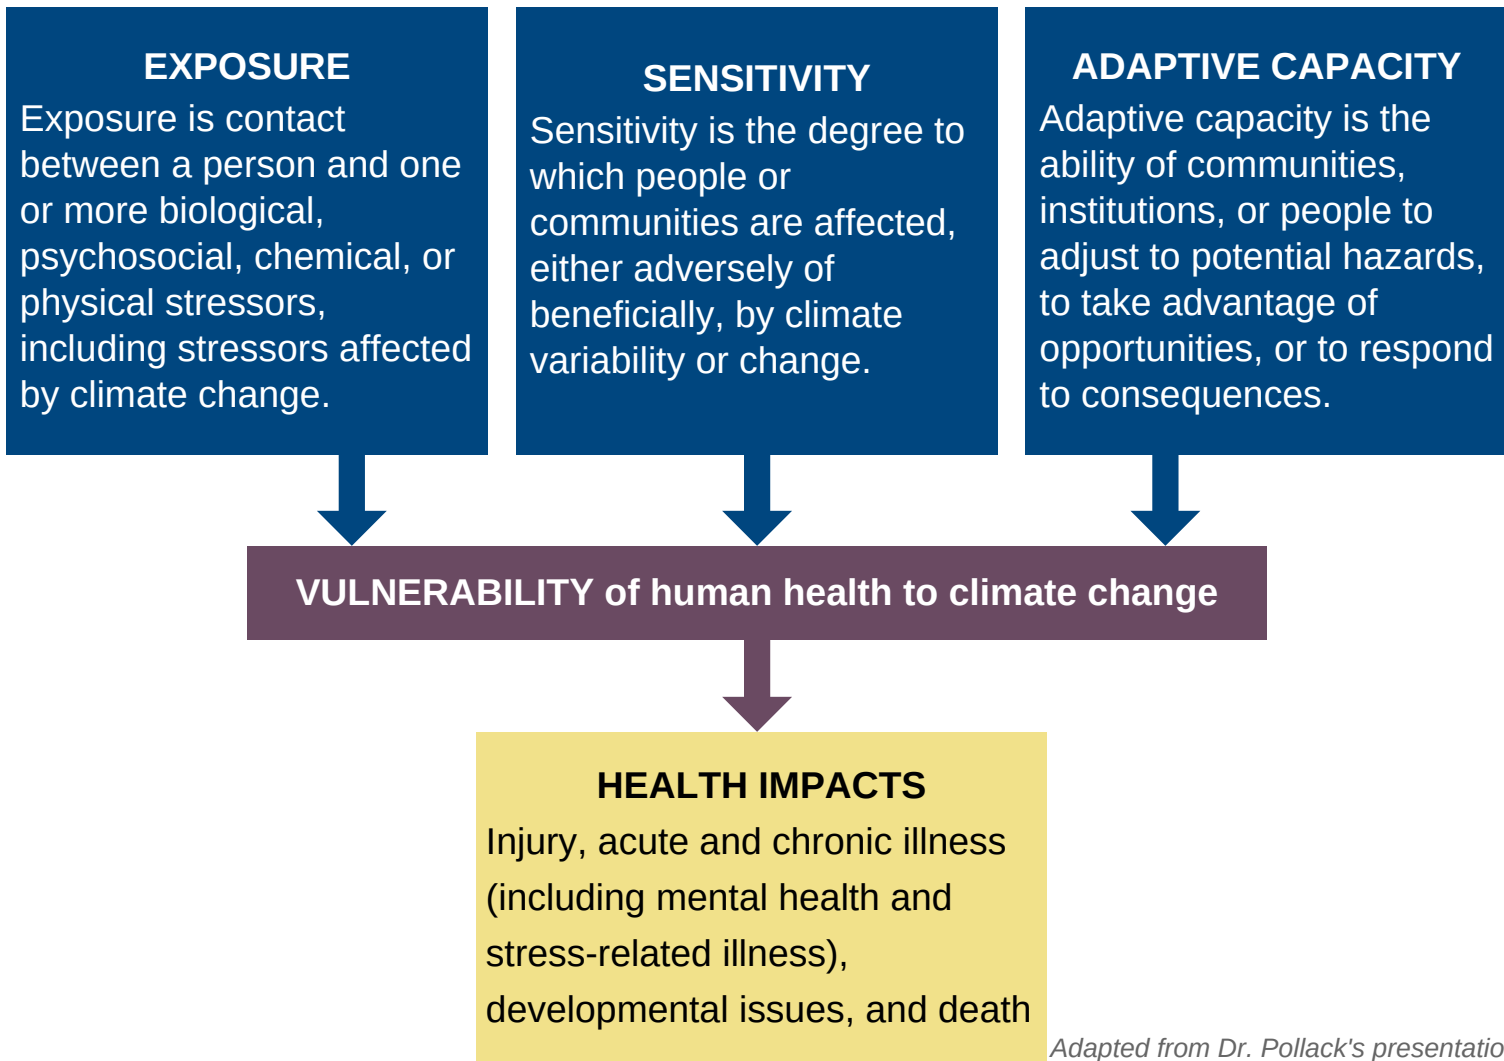 EXPOSURE
Exposure is contact
between a person and one
or more biological,
psychosocial, chemical, or
physical stressors,
including stressors affected
by climate change.
SENSITIVITY
Sensitivity is the degree to
which people or
communities are affected,
either adversely of
beneficially, by climate
variability or change.
ADAPTIVE CAPACITY
Adaptive capacity is the
ability of communities,
institutions, or people to
adjust to potential hazards,
to take advantage of
opportunities, or to respond
to consequences.
VULNERABILITY of human health to climate change
HEALTH IMPACTS
Injury, acute and chronic illness
(including mental health and
stress-related illness),
developmental issues, and death
Adapted from Dr. Pollack's presentatio